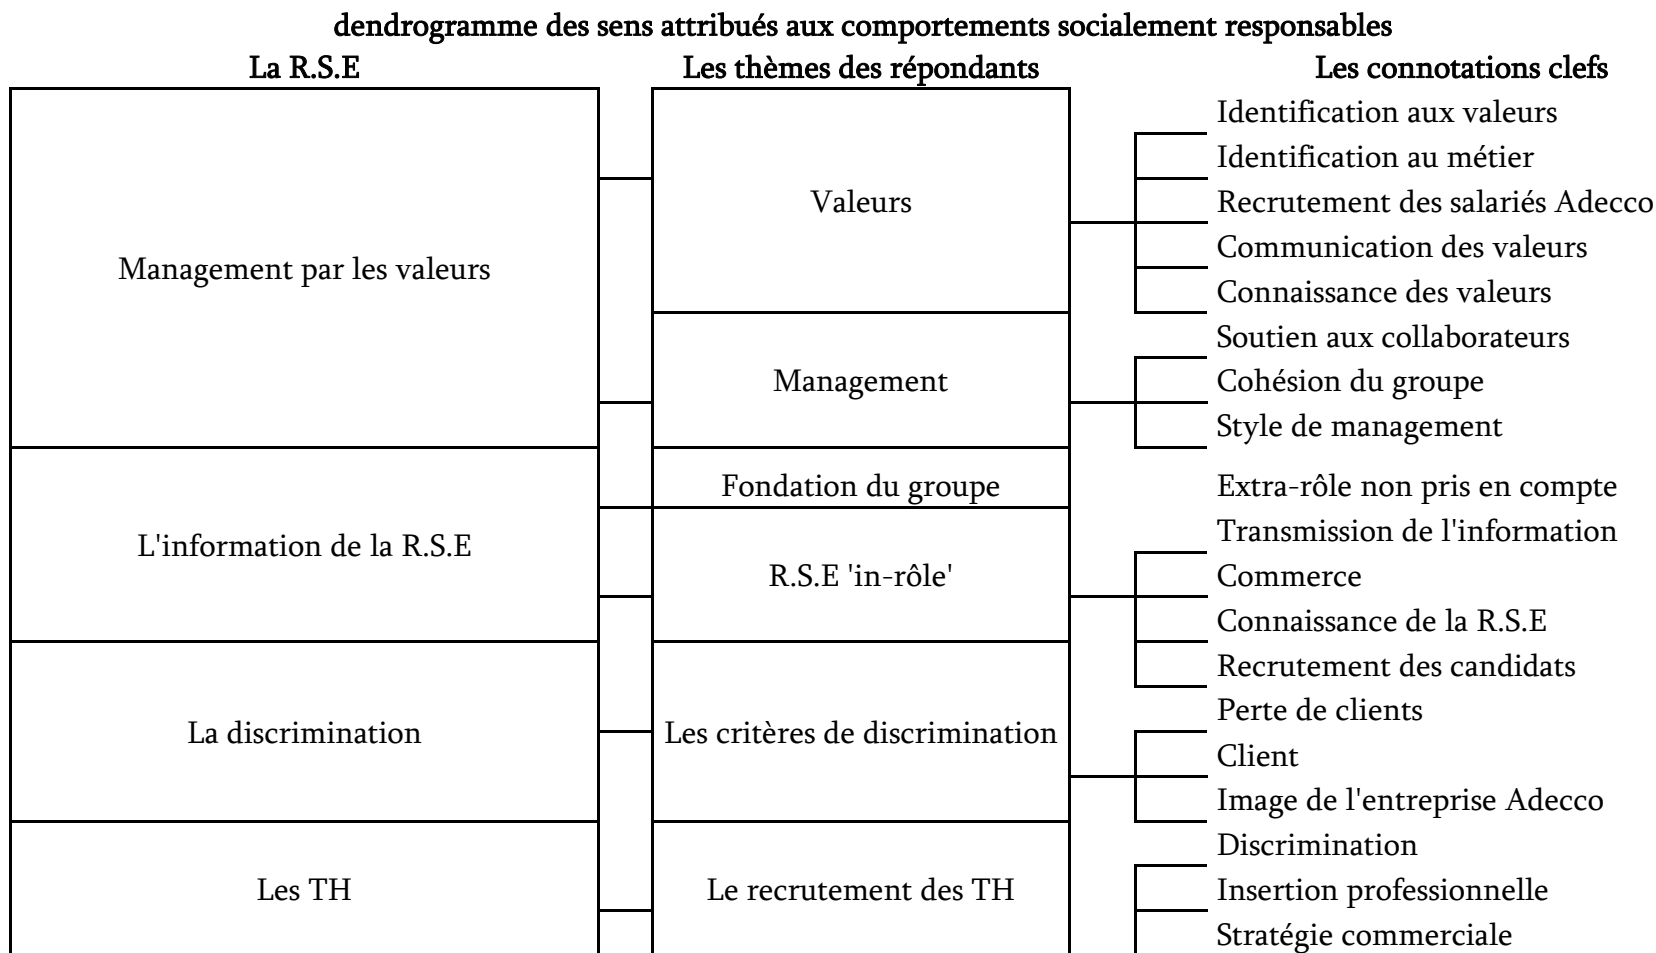 dendrogramme des sens attribués aux comportements socialement responsables
La R.S.E
Les thèmes des répondants
Les connotations clefs
Management par les valeurs
Valeurs
Identification aux valeurs
Identification au métier
Recrutement des salariés Adecco
Communication des valeurs
Connaissance des valeurs
Management
Soutien aux collaborateurs
Cohésion du groupe
Style de management
L'information de la R.S.E
Fondation du groupe
Extra-rôle non pris en compte
R.S.E 'in-rôle'
Transmission de l'information
Commerce
Connaissance de la R.S.E
Recrutement des candidats
La discrimination
Les critères de discrimination
Perte de clients
Client
Image de l'entreprise Adecco
Les TH
Le recrutement des TH
Discrimination
Insertion professionnelle
Stratégie commerciale